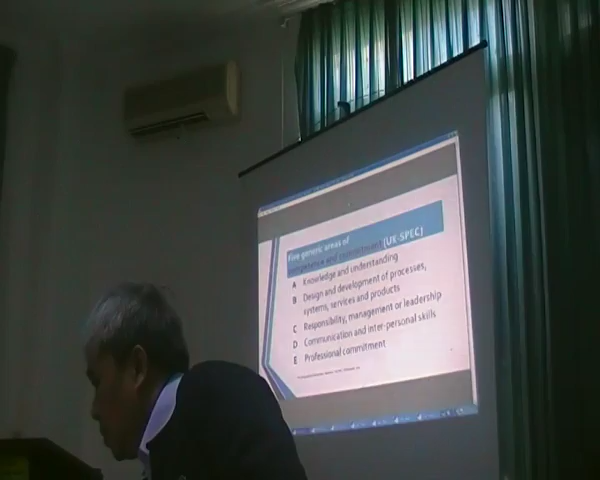 Five generic areas of
competence and commitment (UK-SPEC)
A Knowledge and understanding
B Design and development of processes,
systems, services and products
C Responsibility, management or leadership
D Communication and inter-personal skills
E Professional commitment